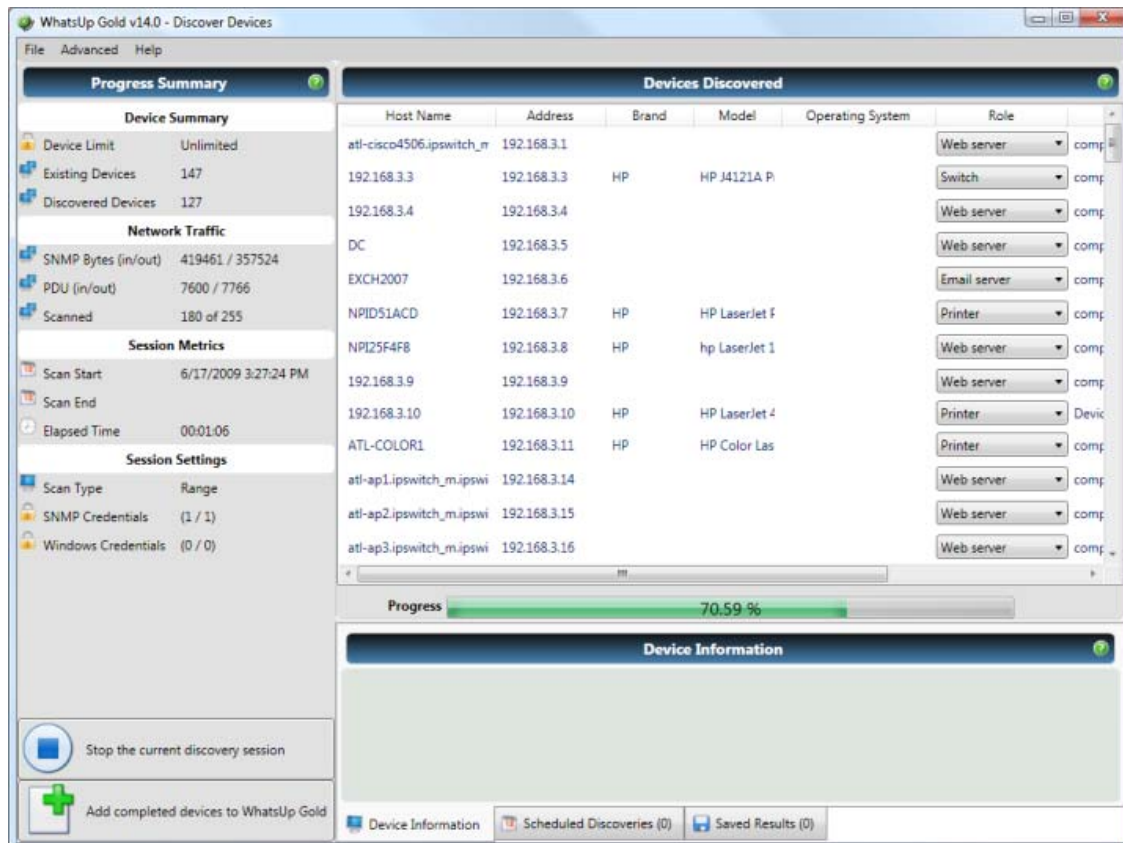 WhatsUp Gold v14.0 - Discover Devices
File Advanced Help
Progress Summary
Device Summary
Device Limit Unlimited
Existing Devices 147
Discovered Devices 127
Network Traffic
SNMP Bytes (in/out) 419461 / 357524
PDU (in/out) 7600 / 7766
Scanned 180 of 255
Session Metrics
Scan Start 6/17/2009 3:27:24 PM
Scan End
Elapsed Time 00:01:06
Session Settings
Scan Type Range
SNMP Credentials (1 / 1)
Windows Credentials (0 / 0)
Stop the current discovery session
Add completed devices to WhatsUp Gold
Devices Discovered
Host Name Address Brand Model Operating System Role
atl-cisco4506.ipswitch_m 192.168.3.1 Web server comp
192.168.3.3 192.168.3.3 HP HP J4121A P Switch comp
192.168.3.4 192.168.3.4 Web server comp
DC 192.168.3.5 Web server comp
EXCH2007 192.168.3.6 Email server comp
NPID51ACD 192.168.3.7 HP HP LaserJet P Printer comp
NPI25F4F8 192.168.3.8 HP hp LaserJet 1 Web server comp
192.168.3.9 192.168.3.9 Web server comp
192.168.3.10 192.168.3.10 HP HP LaserJet 4 Printer Devic
ATL-COLOR1 192.168.3.11 HP HP Color Las Printer comp
atl-ap1.ipswitch_m.ipswi 192.168.3.14 Web server comp
atl-ap2.ipswitch_m.ipswi 192.168.3.15 Web server comp
atl-ap3.ipswitch_m.ipswi 192.168.3.16 Web server comp
Progress 70.59 %
Device Information
Device Information Scheduled Discoveries (0) Saved Results (0)